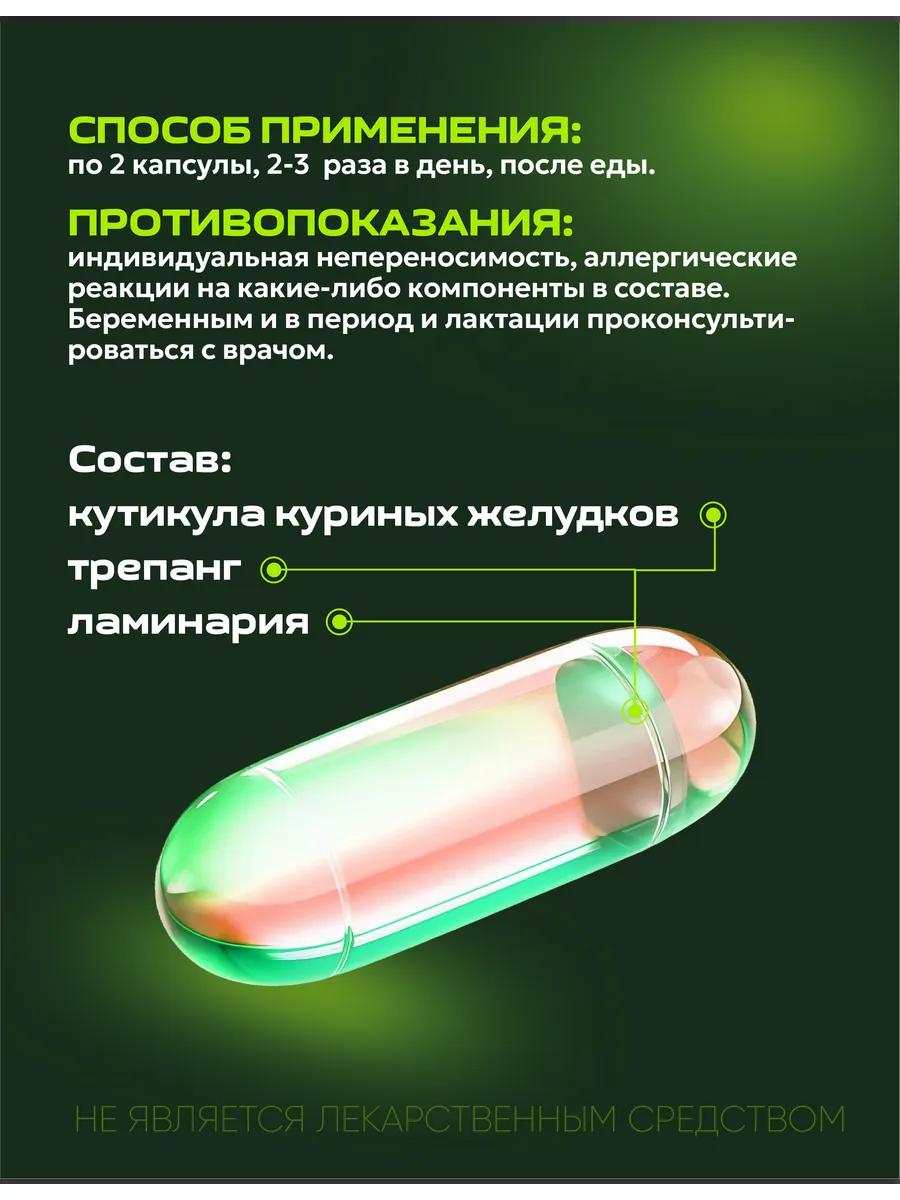 СПОСОБ ПРИМЕНЕНИЯ:
по 2 капсулы, 2-3 раза в день, после еды.
ПРОТИВОПОКАЗАНИЯ:
индивидуальная непереносимость, аллергические
реакции на какие-либо компоненты в составе.
Беременным и в период и лактации проконсульти-
роваться с врачом.
Состав:
кутикула куриных желудков
трепанг
ламинария
НЕ ЯВЛЯЕТСЯ ЛЕКАРСТВЕННЫМ СРЕДСТВОМ